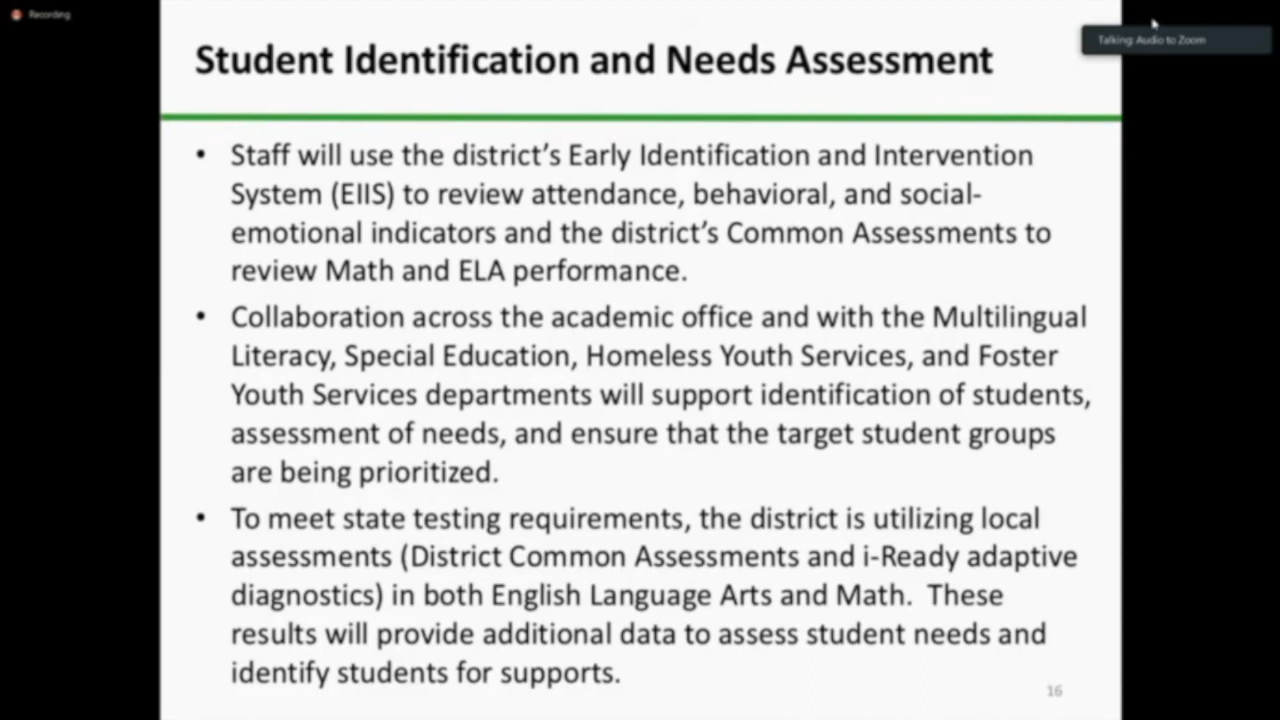 Recording
Talking: Audio to Zoom
Student Identification and Needs Assessment
• Staff will use the district's Early Identification and Intervention
System (EIIS) to review attendance, behavioral, and social-
emotional indicators and the district's Common Assessments to
review Math and ELA performance.
• Collaboration across the academic office and with the Multilingual
Literacy, Special Education, Homeless Youth Services, and Foster
Youth Services departments will support identification of students,
assessment of needs, and ensure that the target student groups
are being prioritized.
• To meet state testing requirements, the district is utilizing local
assessments (District Common Assessments and i-Ready adaptive
diagnostics) in both English Language Arts and Math.  These
results will provide additional data to assess student needs and
identify students for supports.
16